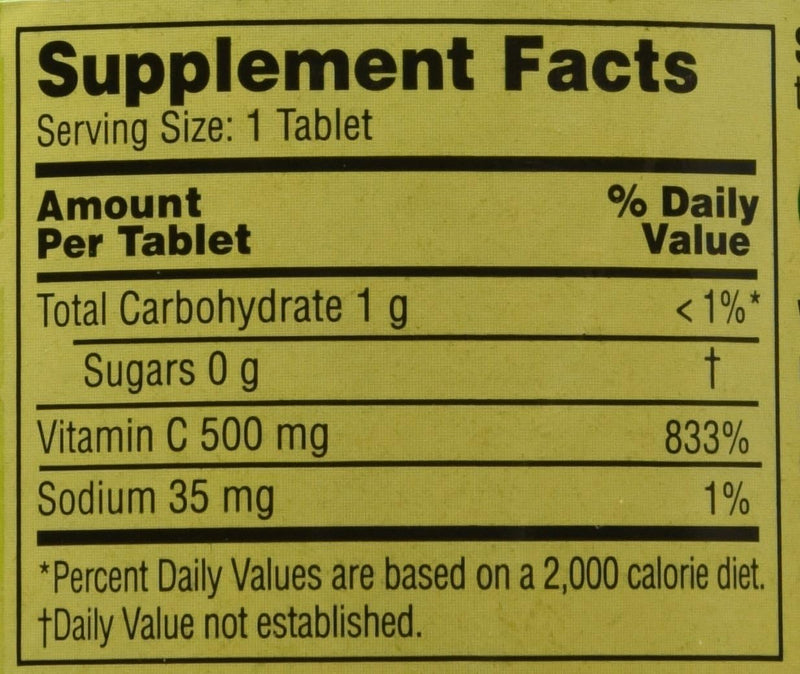 Supplement Facts
Serving Size: 1 Tablet
Amount
Per Tablet
% Daily
Value
Total Carbohydrate 1 g <1%*
Sugars 0 g †
Vitamin C 500 mg 833%
Sodium 35 mg 1%
*Percent Daily Values are based on a 2,000 calorie diet.
†Daily Value not established.